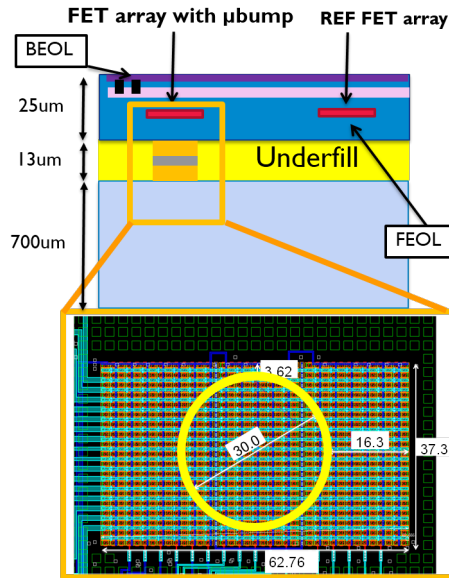 FET array with µbump
REF FET array
BEOL
25um
13um
Underfill
700um
FEOL
3.62
30.0
16.3
37.3
62.76